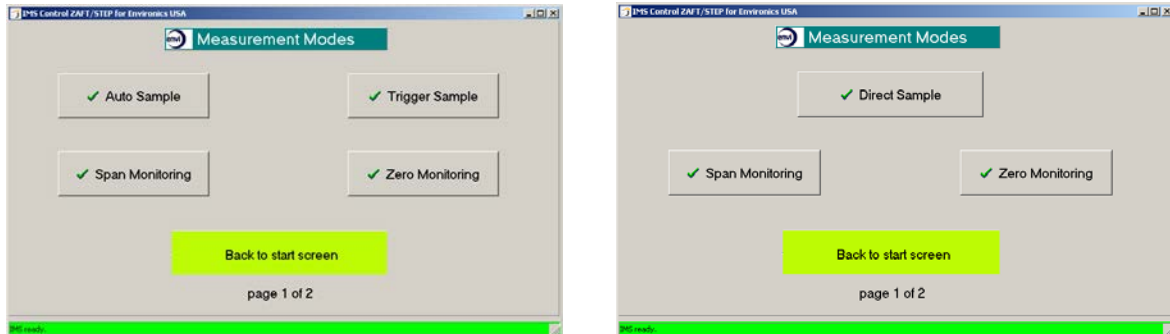 IMS Control ZAFT/STEP for Environics USA
envi Measurement Modes
Auto Sample
Trigger Sample
Span Monitoring
Zero Monitoring
Back to start screen
page 1 of 2
IMS ready.
IMS Control ZAFT/STEP for Environics USA
envi Measurement Modes
Direct Sample
Span Monitoring
Zero Monitoring
Back to start screen
page 1 of 2
IMS ready.